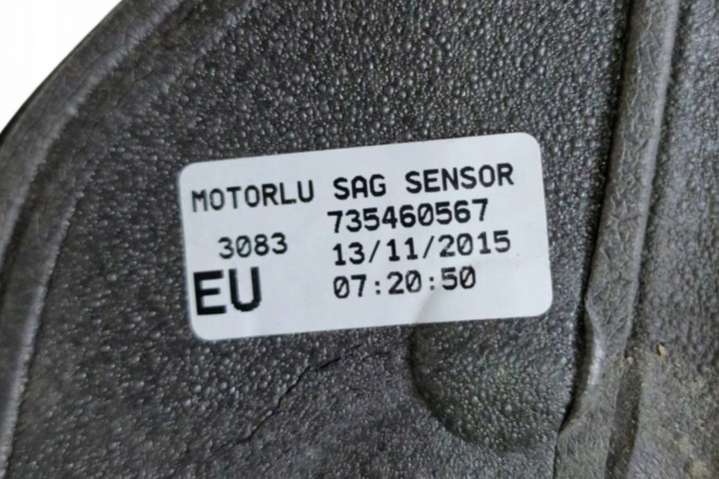 MOTORLU SAG SENSOR
735460567
3083 13/11/2015
EU 07:20:50